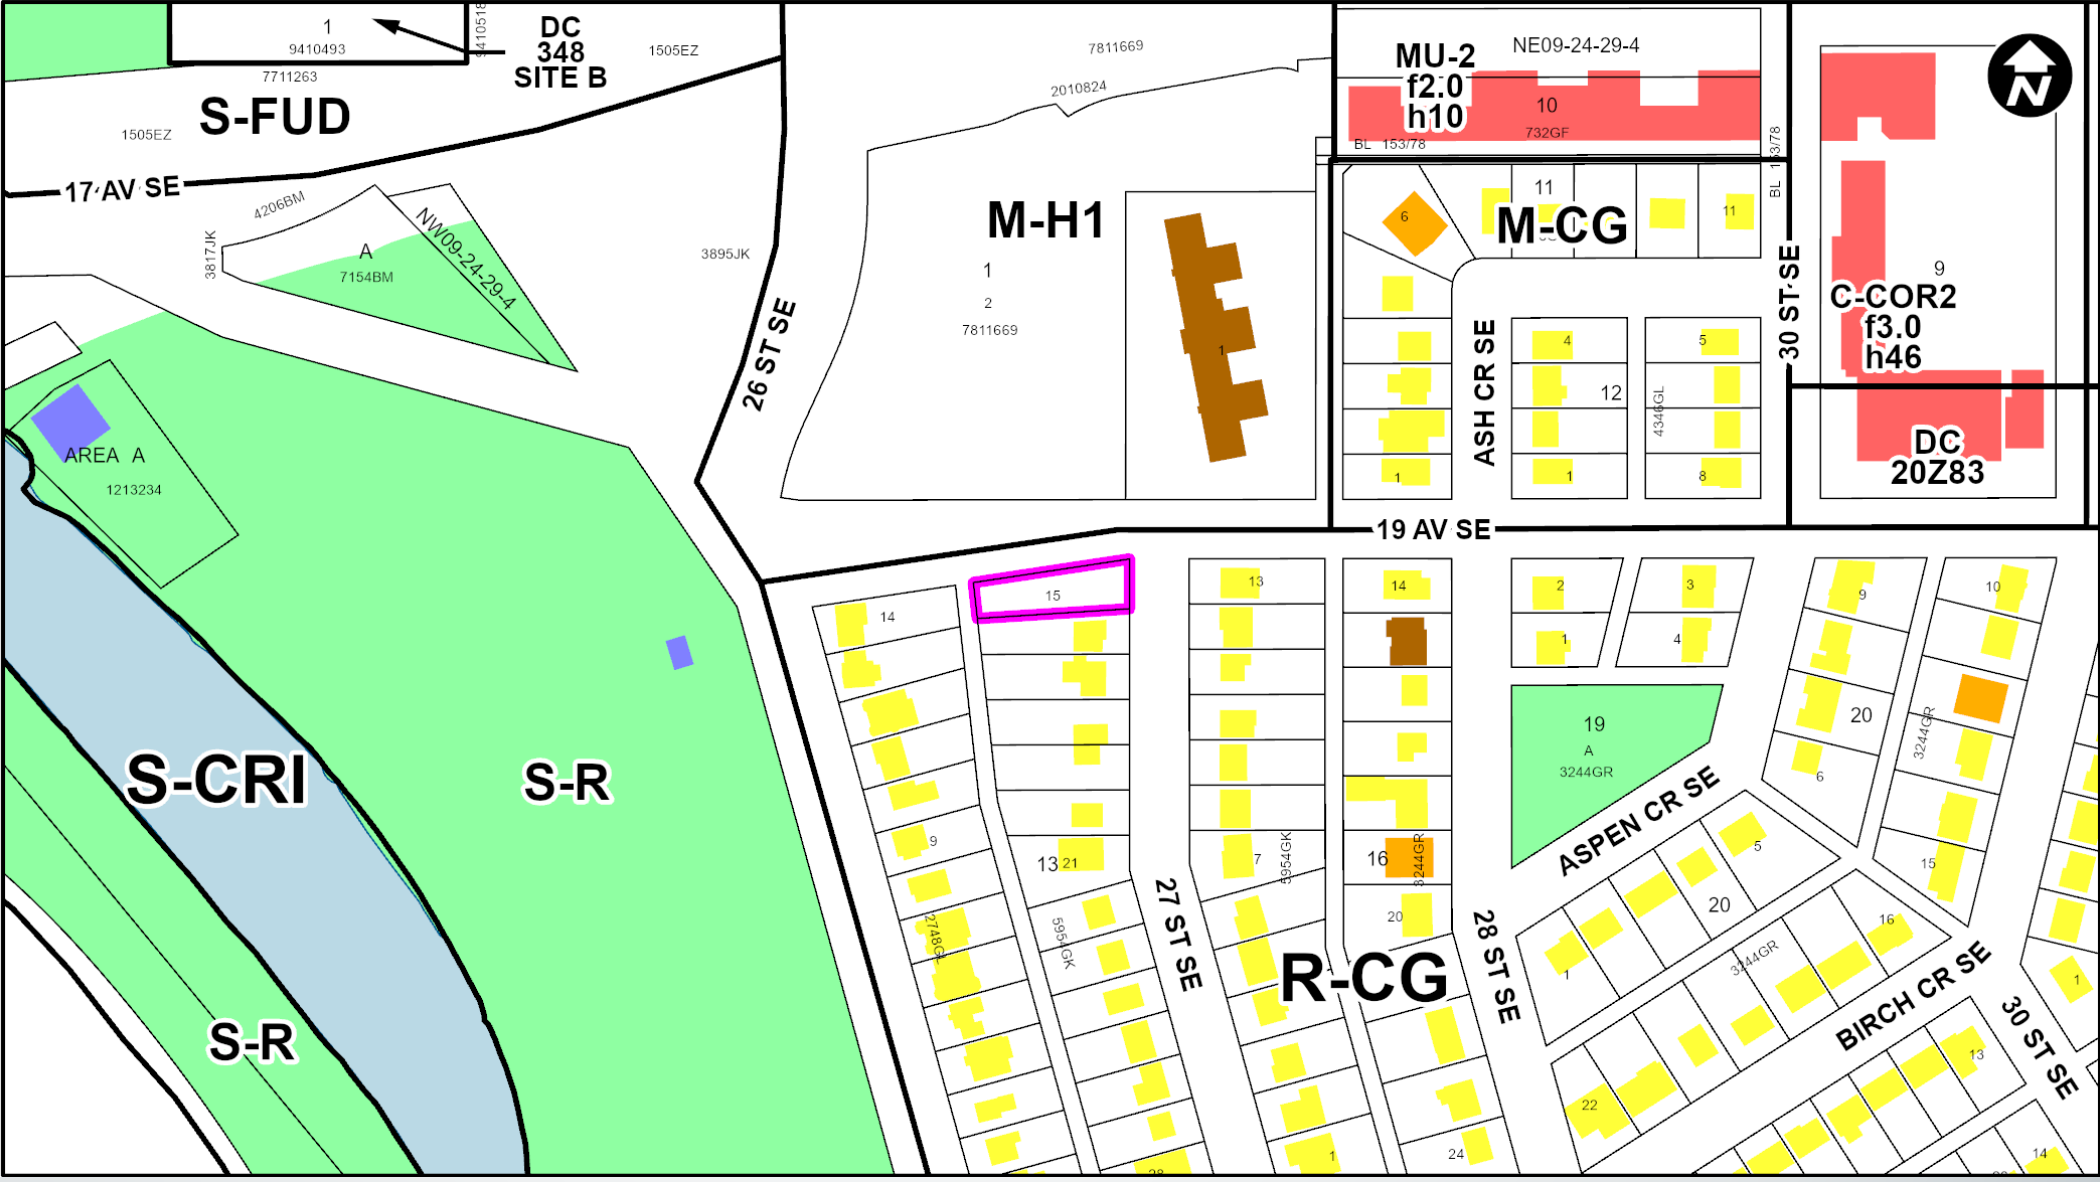 1
9410493
9410518
DC
348
SITE B
1505EZ
7711263
S-FUD
1505EZ
17 AV SE
4206BM
3817JK
A
7154BM
NW09-24-29-4
3895JK
26 ST SE
7811669
2010824
M-H1
1
2
7811669
1
MU-2
f2.0
h10
NE09-24-29-4
10
732GF
BL 153/78
BL 153/78
N
6
11
M-CG
11
30 ST SE
9
C-COR2
f3.0
h46
DC
20Z83
ASH CR SE
4
5
12
4346GL
1
1
8
19 AV SE
AREA A
1213234
S-CRI
S-R
S-R
14
15
13
14
2
3
1
4
9
10
19
A
3244GR
20
6
3244GR
15
ASPEN CR SE
9
13
21
7
5954GK
16
3244GR
20
2748GL
5954GK
27 ST SE
R-CG
28 ST SE
5
20
1
16
3244GR
22
BIRCH CR SE
1
30 ST SE
13
14
28
1
24